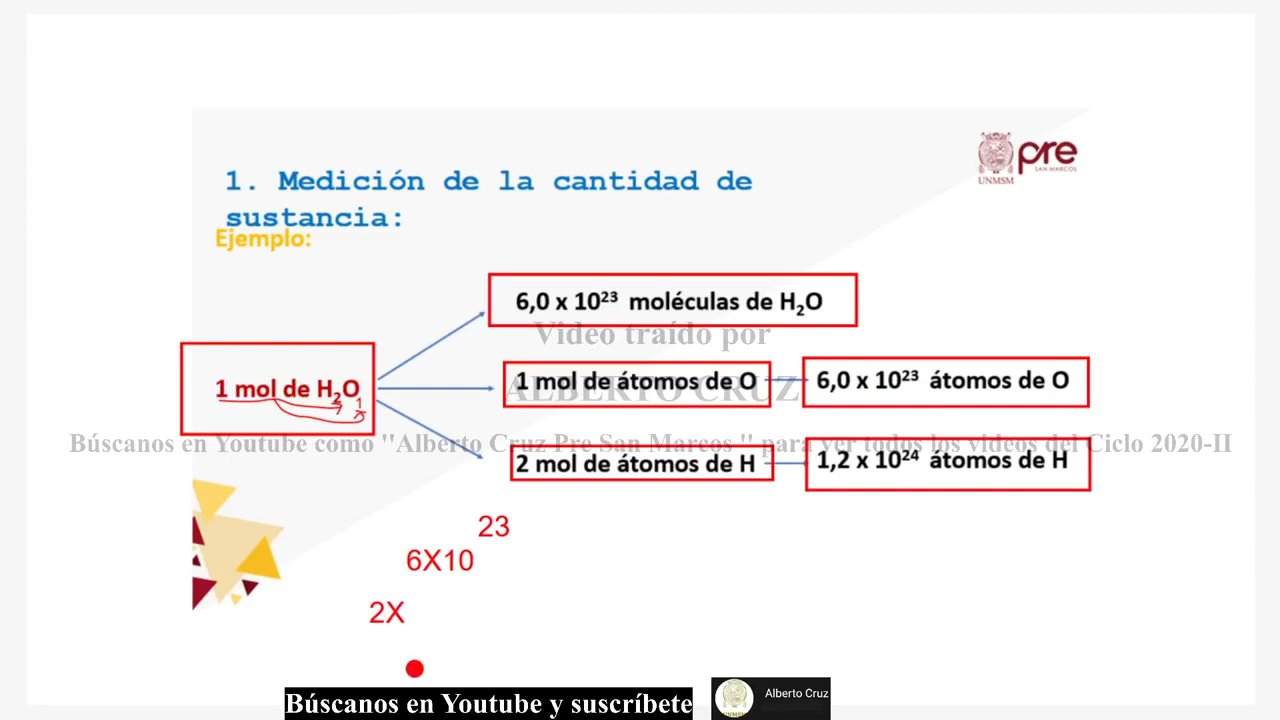 pre
SAN MARCOS
UNMSM
1. Medición de la cantidad de
sustancia:
Ejemplo:
6,0 x 10²³ moléculas de H₂O
Video traído por
1 mol de H₂O
1
1 mol de átomos de O
6,0 x 10²³ átomos de O
ALBERTO CRUZ
Búscanos en Youtube como "Alberto Cruz Pre San Marcos " para ver todos los videos del Ciclo 2020-II
2 mol de átomos de H
1,2 x 10²⁴ átomos de H
23
6X10
2X
Búscanos en Youtube y suscríbete
Alberto Cruz
UNMSM